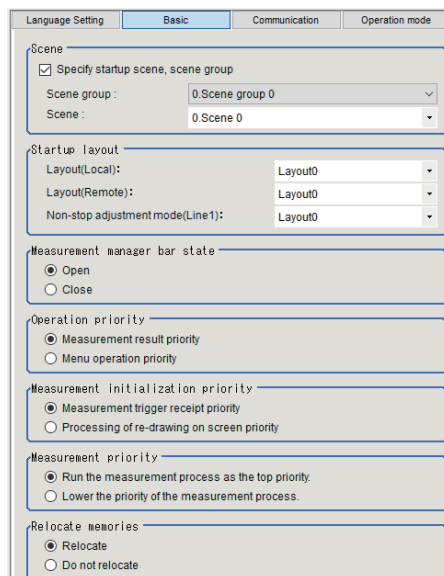 Language Setting Basic Communication Operation mode
Scene
Specify startup scene, scene group
Scene group : 0.Scene group 0
Scene : 0.Scene 0
Startup layout
Layout(Local): Layout0
Layout(Remote): Layout0
Non-stop adjustment mode(Line1): Layout0
Measurement manager bar state
Open
Close
Operation priority
Measurement result priority
Menu operation priority
Measurement initialization priority
Measurement trigger receipt priority
Processing of re-drawing on screen priority
Measurement priority
Run the measurement process as the top priority.
Lower the priority of the measurement process.
Relocate memories
Relocate
Do not relocate